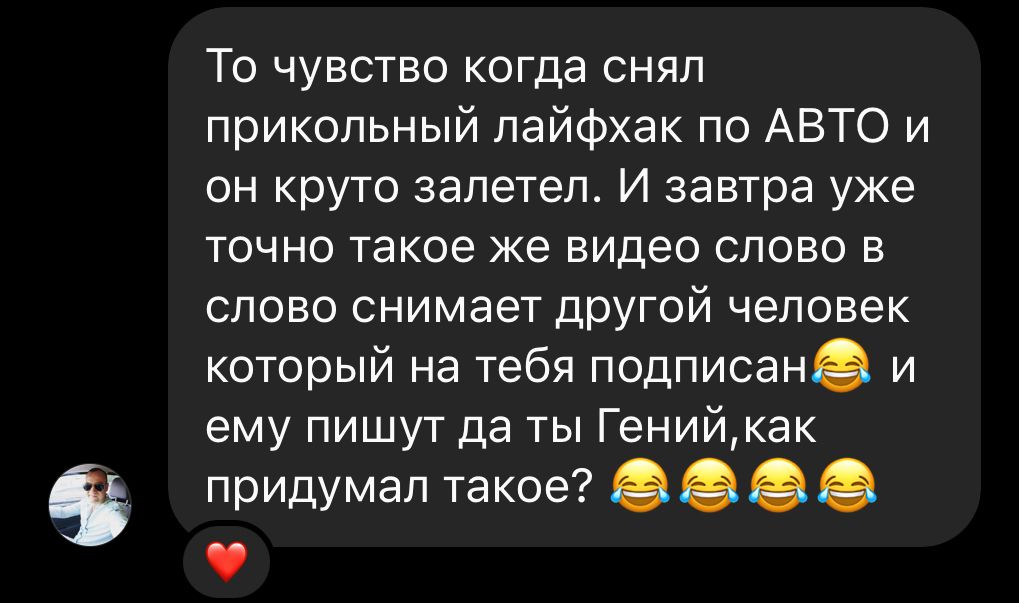 То чувство когда снял
прикольный лайфхак по АВТО и
он круто залетел. И завтра уже
точно такое же видео слово в
слово снимает другой человек
который на тебя подписан😂 и
ему пишут да ты Гений,как
придумал такое? 😂😂😂😂
❤️